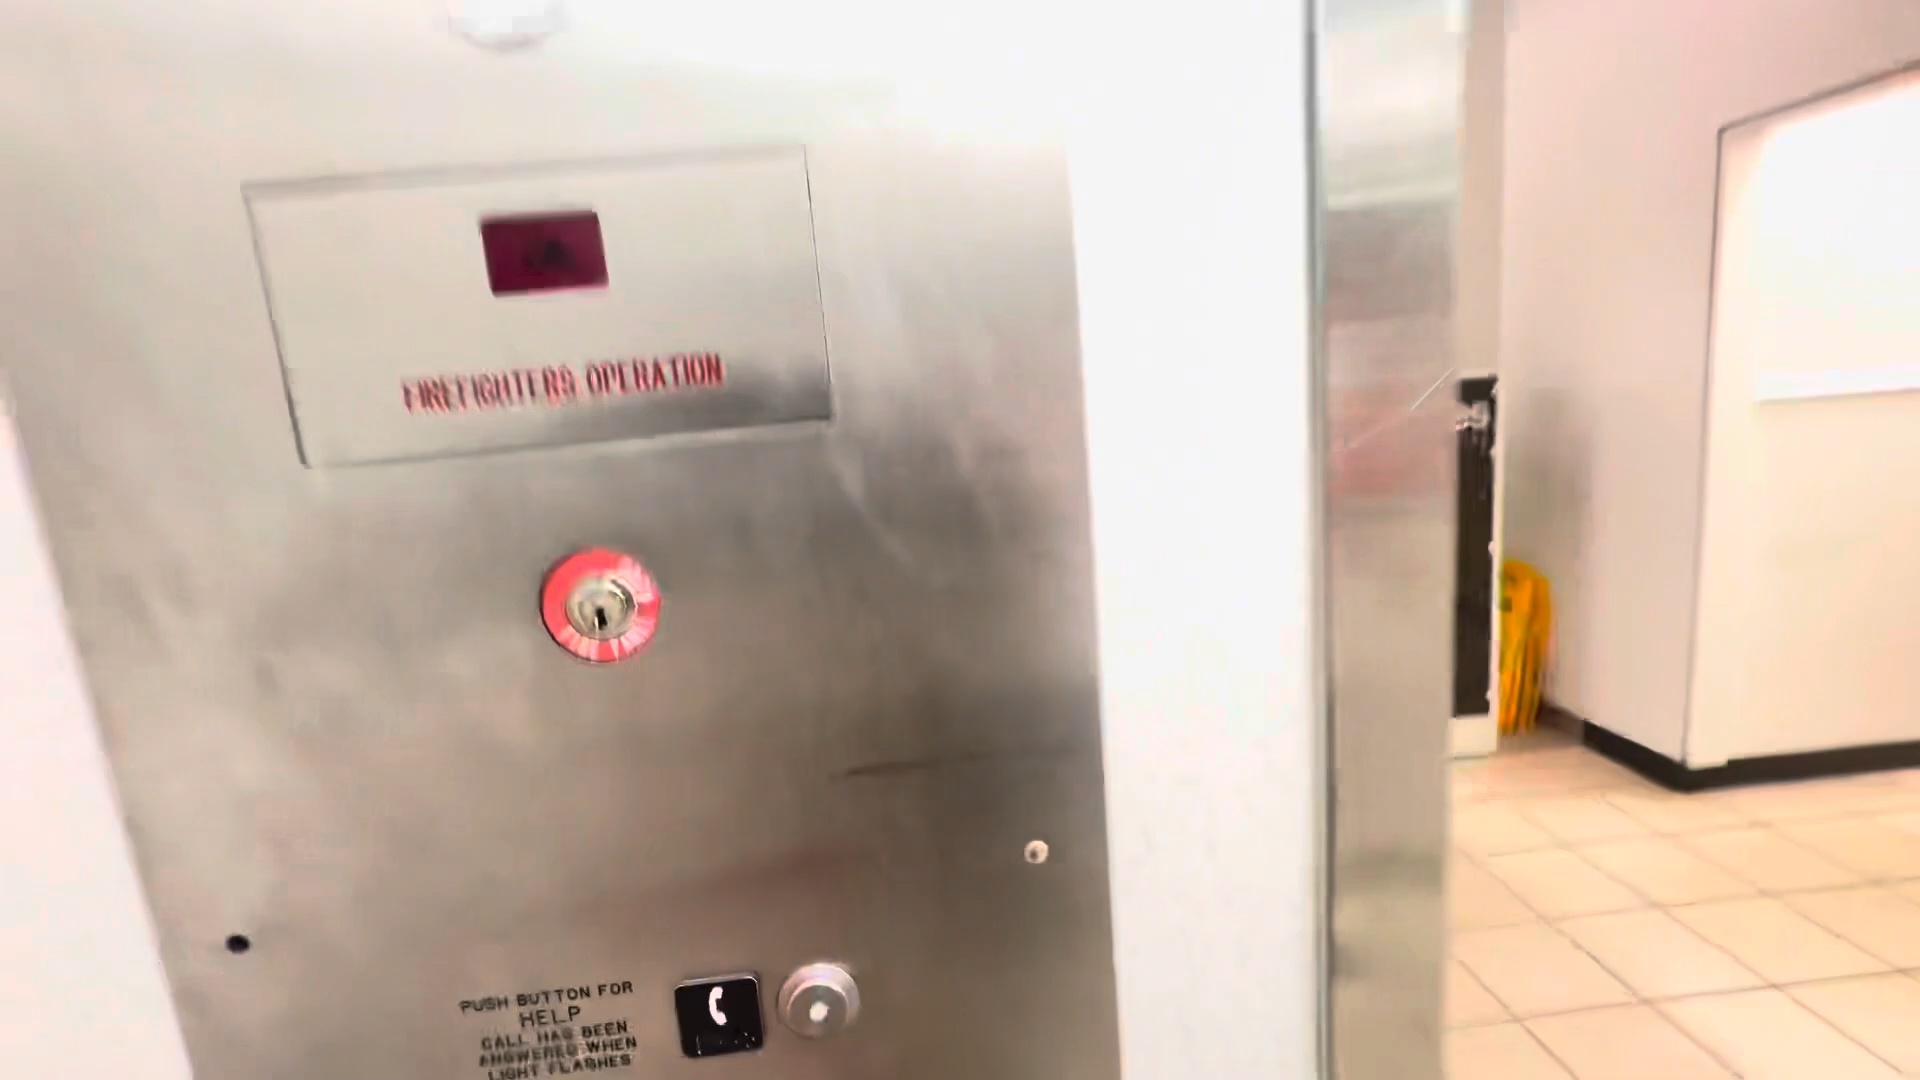 FIREFIGHTERS OPERATION
PUSH BUTTON FOR
HELP
CALL HAS BEEN
ANSWERED WHEN
LIGHT FLASHES